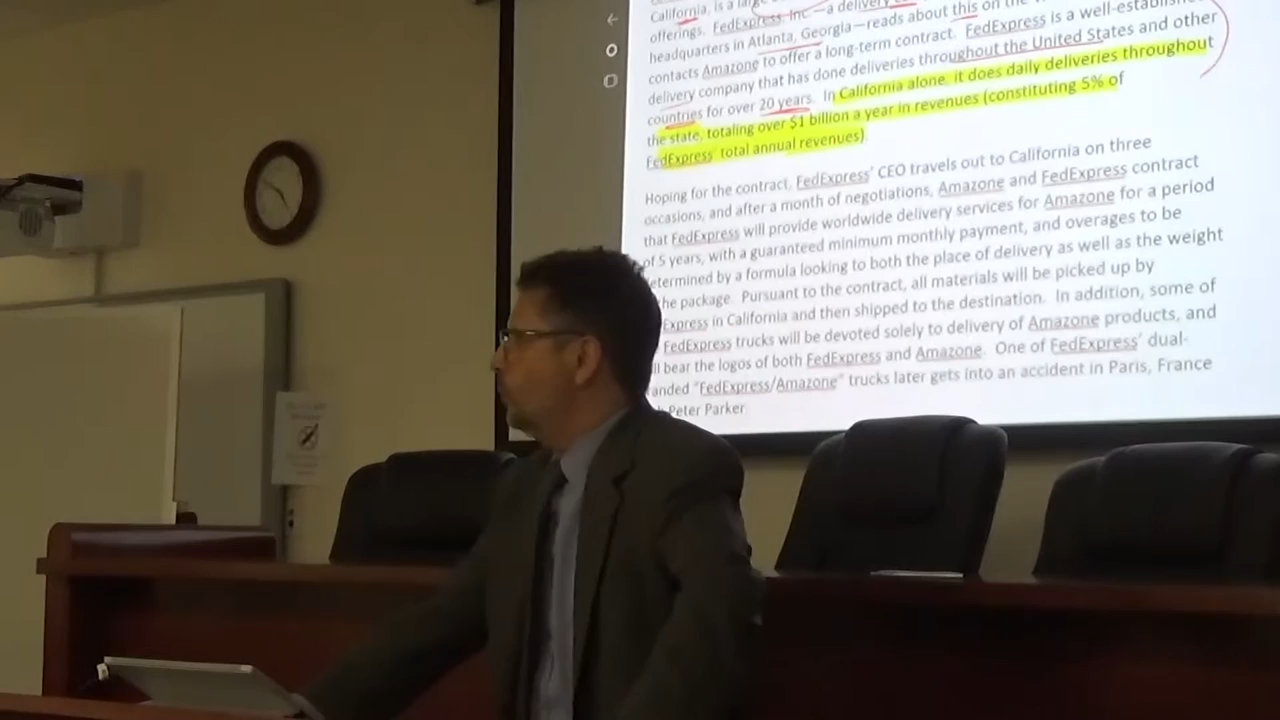 California, is a large
offerings. FedExpress Inc.—a delivery
headquarters in Atlanta, Georgia—reads about this on the
contacts Amazone to offer a long-term contract. FedExpress is a well-established
delivery company that has done deliveries throughout the United States and other
countries for over 20 years. In California alone, it does daily deliveries throughout
the state, totaling over $1 billion a year in revenues (constituting 5% of
FedExpress' total annual revenues).
Hoping for the contract, FedExpress' CEO travels out to California on three
occasions, and after a month of negotiations, Amazone and FedExpress contract
that FedExpress will provide worldwide delivery services for Amazone for a period
of 5 years, with a guaranteed minimum monthly payment, and overages to be
etermined by a formula looking to both the place of delivery as well as the weight
he package. Pursuant to the contract, all materials will be picked up by
Express in California and then shipped to the destination. In addition, some of
FedExpress trucks will be devoted solely to delivery of Amazone products, and
ll bear the logos of both FedExpress and Amazone. One of FedExpress' dual-
anded "FedExpress/Amazone" trucks later gets into an accident in Paris, France
Peter Parker